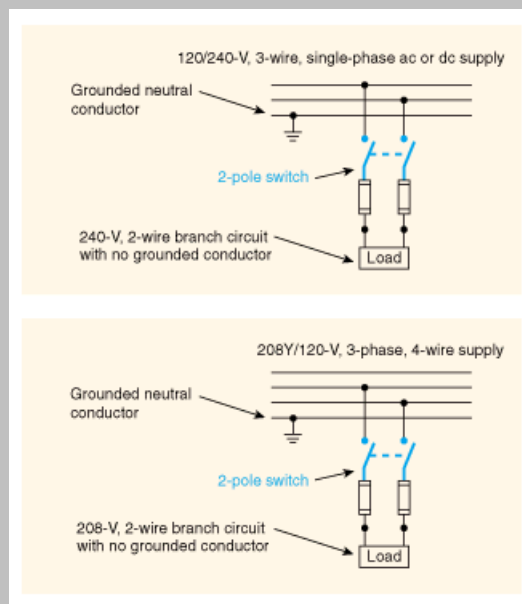 120/240-V, 3-wire, single-phase ac or dc supply
Grounded neutral
conductor
2-pole switch
240-V, 2-wire branch circuit
with no grounded conductor
Load
208Y/120-V, 3-phase, 4-wire supply
Grounded neutral
conductor
2-pole switch
208-V, 2-wire branch circuit
with no grounded conductor
Load